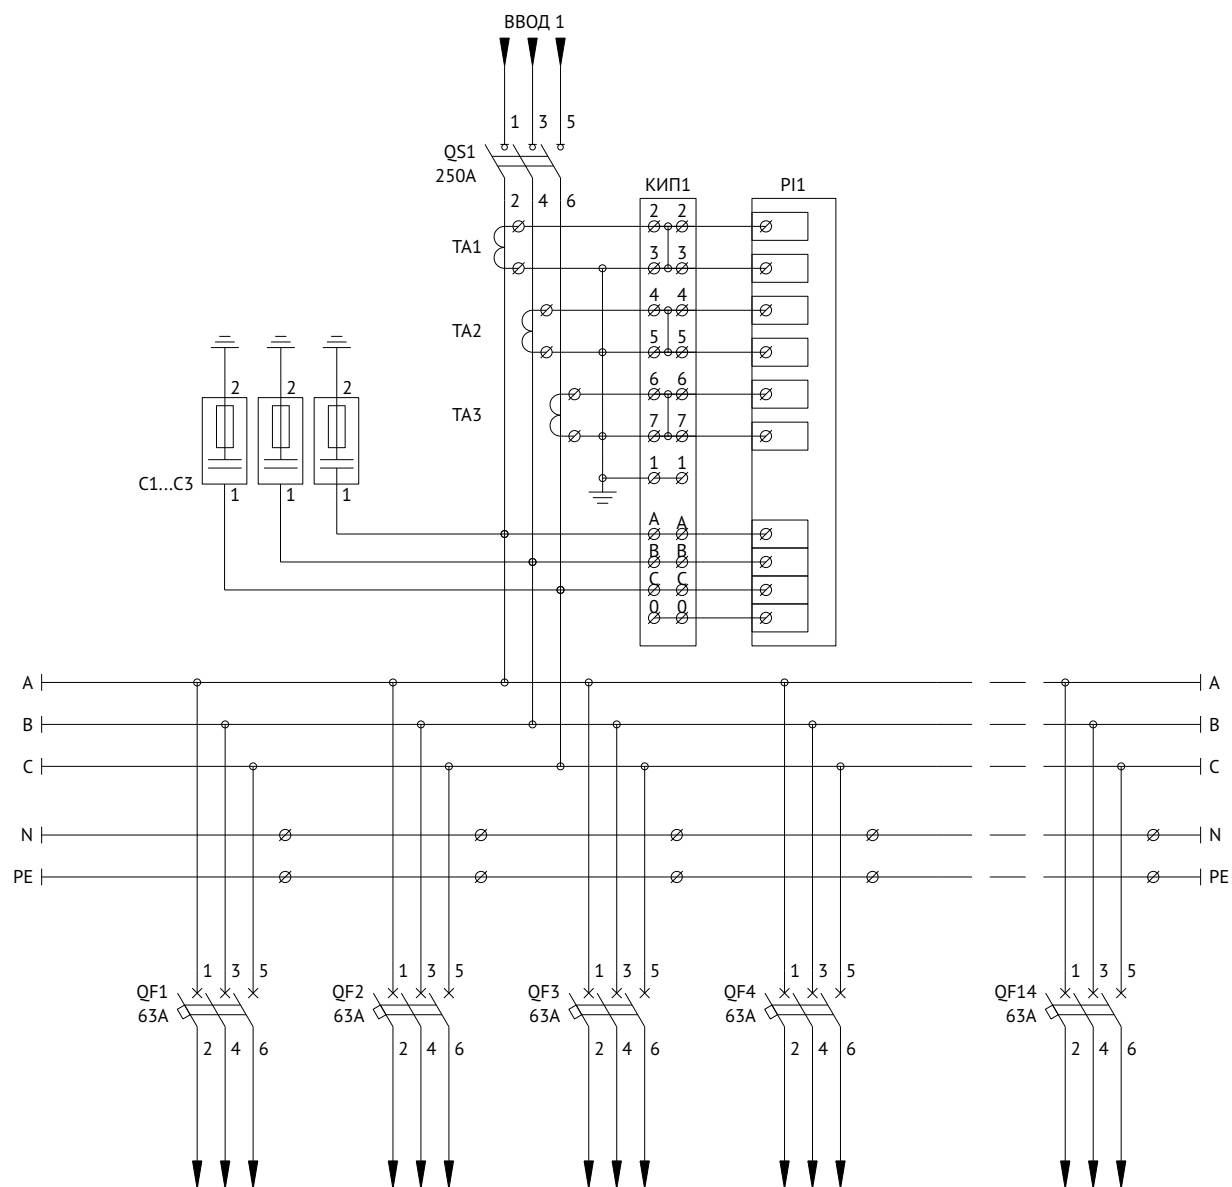 ВВОД 1
1 3 5
QS1
250A
2 4 6
КИП1 PI1
2 2
TA1
3 3
4 4
TA2
5 5
6 6
TA3
7 7
1 1
2 2 2
C1...C3
1 1 1
A A
B B
C C
0 0
A A
B B
C C
N N
PE PE
1 3 5 1 3 5 1 3 5 1 3 5 1 3 5
QF1 QF2 QF3 QF4 QF14
63A 63A 63A 63A 63A
2 4 6 2 4 6 2 4 6 2 4 6 2 4 6